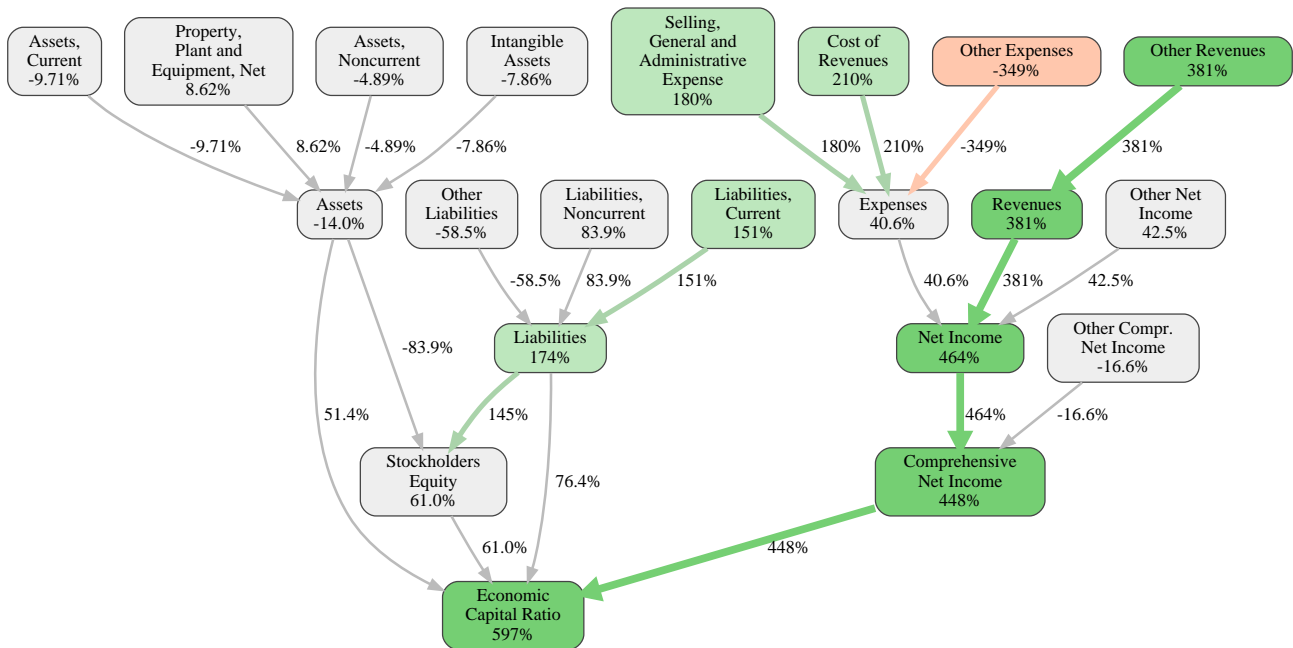 Assets,
Current
-9.71%
Property,
Plant and
Equipment, Net
8.62%
Assets,
Noncurrent
-4.89%
Intangible
Assets
-7.86%
Selling,
General and
Administrative
Expense
180%
Cost of
Revenues
210%
Other Expenses
-349%
Other Revenues
381%
-9.71%
8.62%
-4.89%
-7.86%
180%
210%
-349%
381%
Assets
-14.0%
Other
Liabilities
-58.5%
Liabilities,
Noncurrent
83.9%
Liabilities,
Current
151%
Expenses
40.6%
Revenues
381%
Other Net
Income
42.5%
-58.5%
83.9%
151%
40.6%
381%
42.5%
-83.9%
Liabilities
174%
Net Income
464%
Other Compr.
Net Income
-16.6%
51.4%
145%
464%
-16.6%
Stockholders
Equity
61.0%
76.4%
Comprehensive
Net Income
448%
61.0%
448%
Economic
Capital Ratio
597%